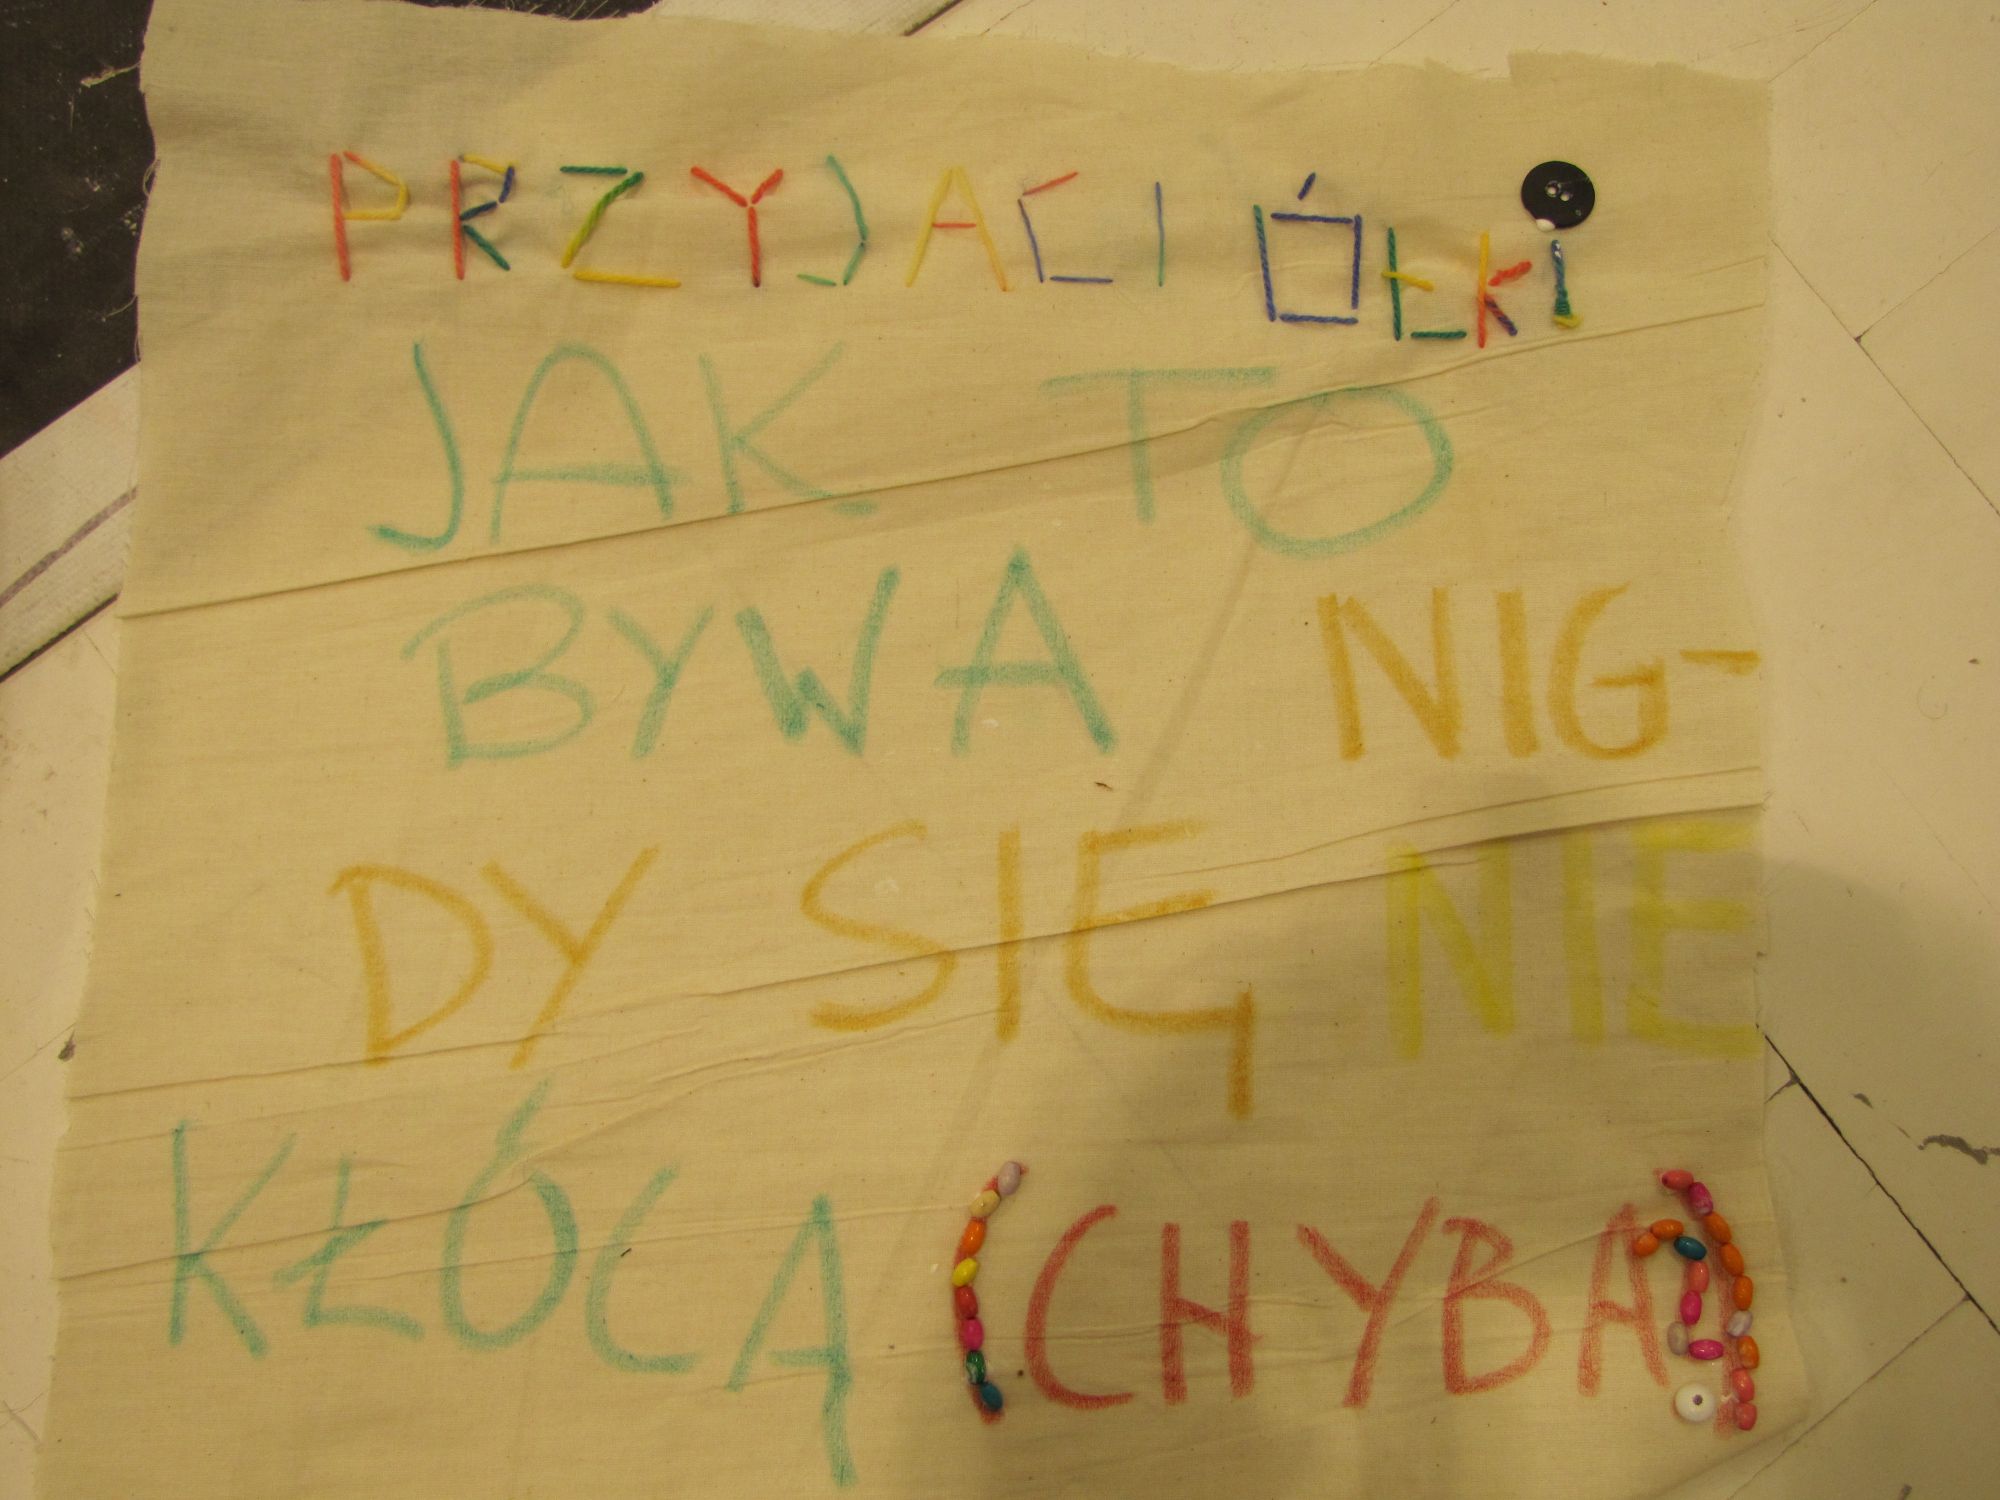 PRZYJACIÓŁKI
JAK TO
BYWA NIG-
DY SIĘ NIE
KŁÓCĄ (CHYBA?)